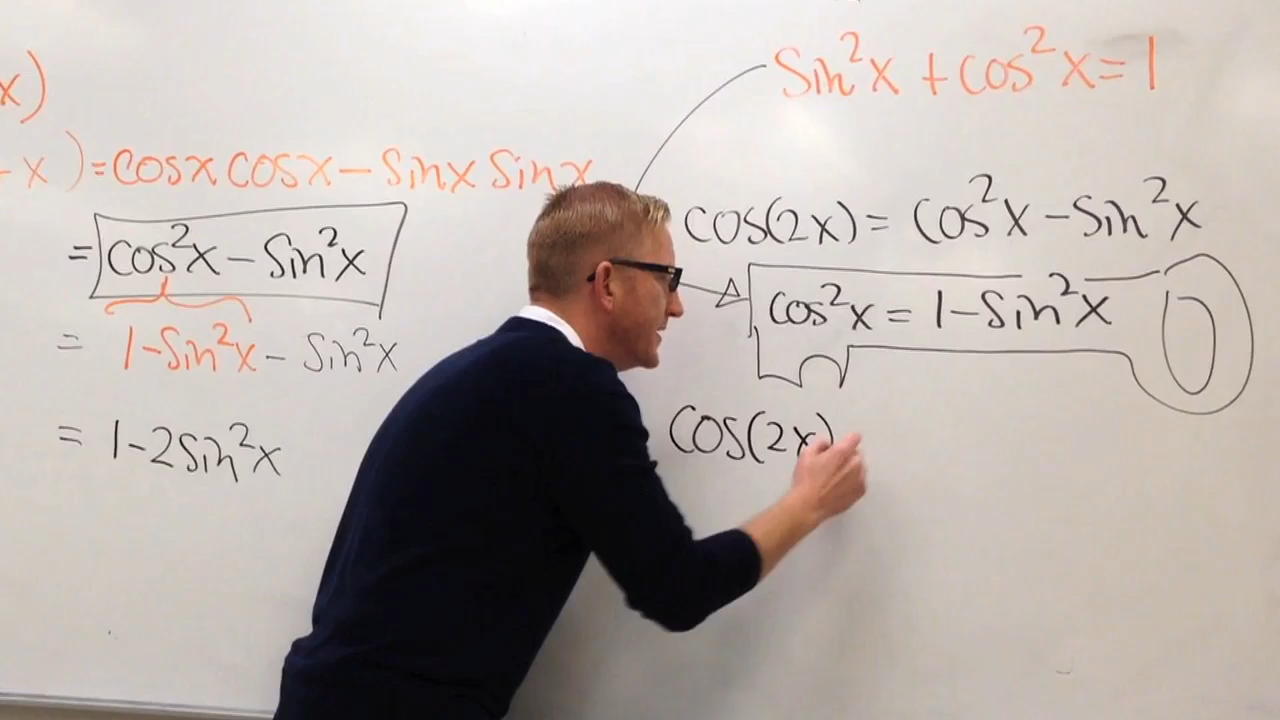 x)
-x)=cosx cosx-sinx sinx
=cos²x-sin²x
=1-sin²x-sin²x
=1-2sin²x
sin²x+cos²x=1
cos(2x)=cos²x-sin²x
cos²x=1-sin²x
cos(2x)